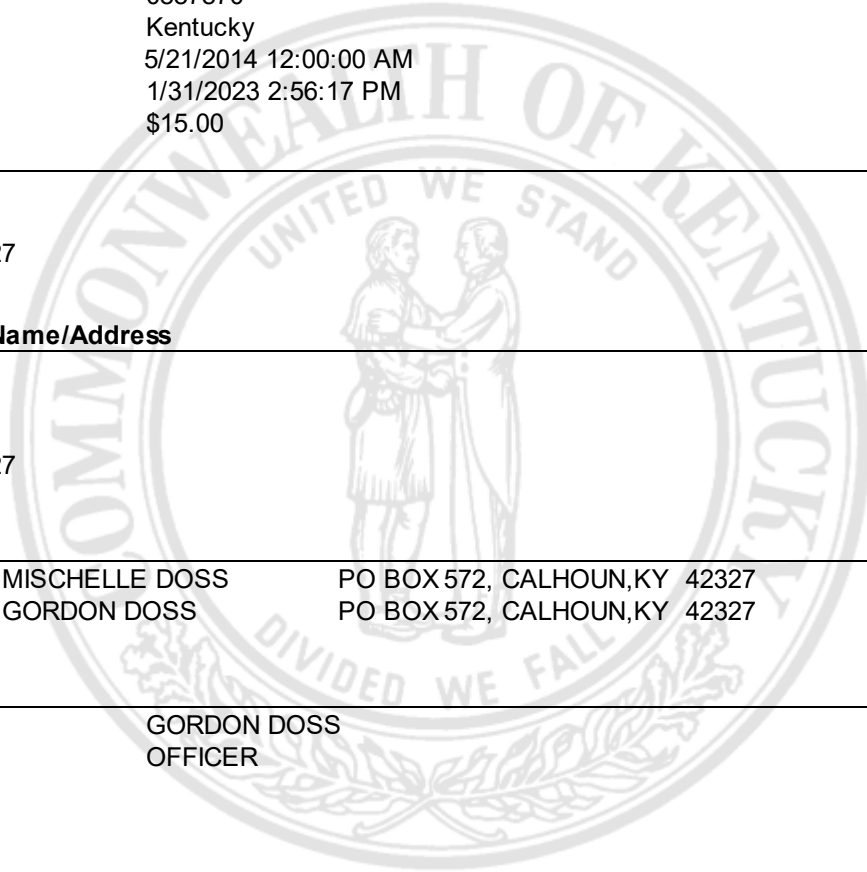 Kentucky
5/21/2014 12:00:00 AM
1/31/2023 2:56:17 PM
$15.00
27
Name/Address
27
MISCHELLE DOSS PO BOX 572, CALHOUN,KY 42327
GORDON DOSS PO BOX 572, CALHOUN,KY 42327
GORDON DOSS
OFFICER
COMMONWEALTH OF KENTUCKY
UNITED WE STAND
DIVIDED WE FALL